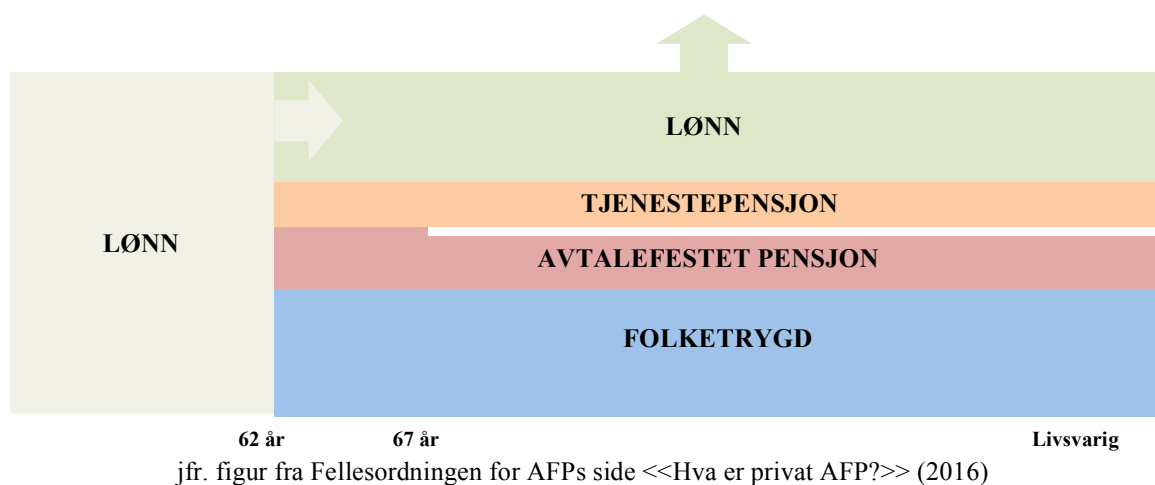 LØNN
LØNN
TJENESTEPENSJON
AVTALEFESTET PENSJON
FOLKETRYGD
62 år 67 år Livsvarig
jfr. figur fra Fellesordningen for AFPs side <<Hva er privat AFP?>> (2016)